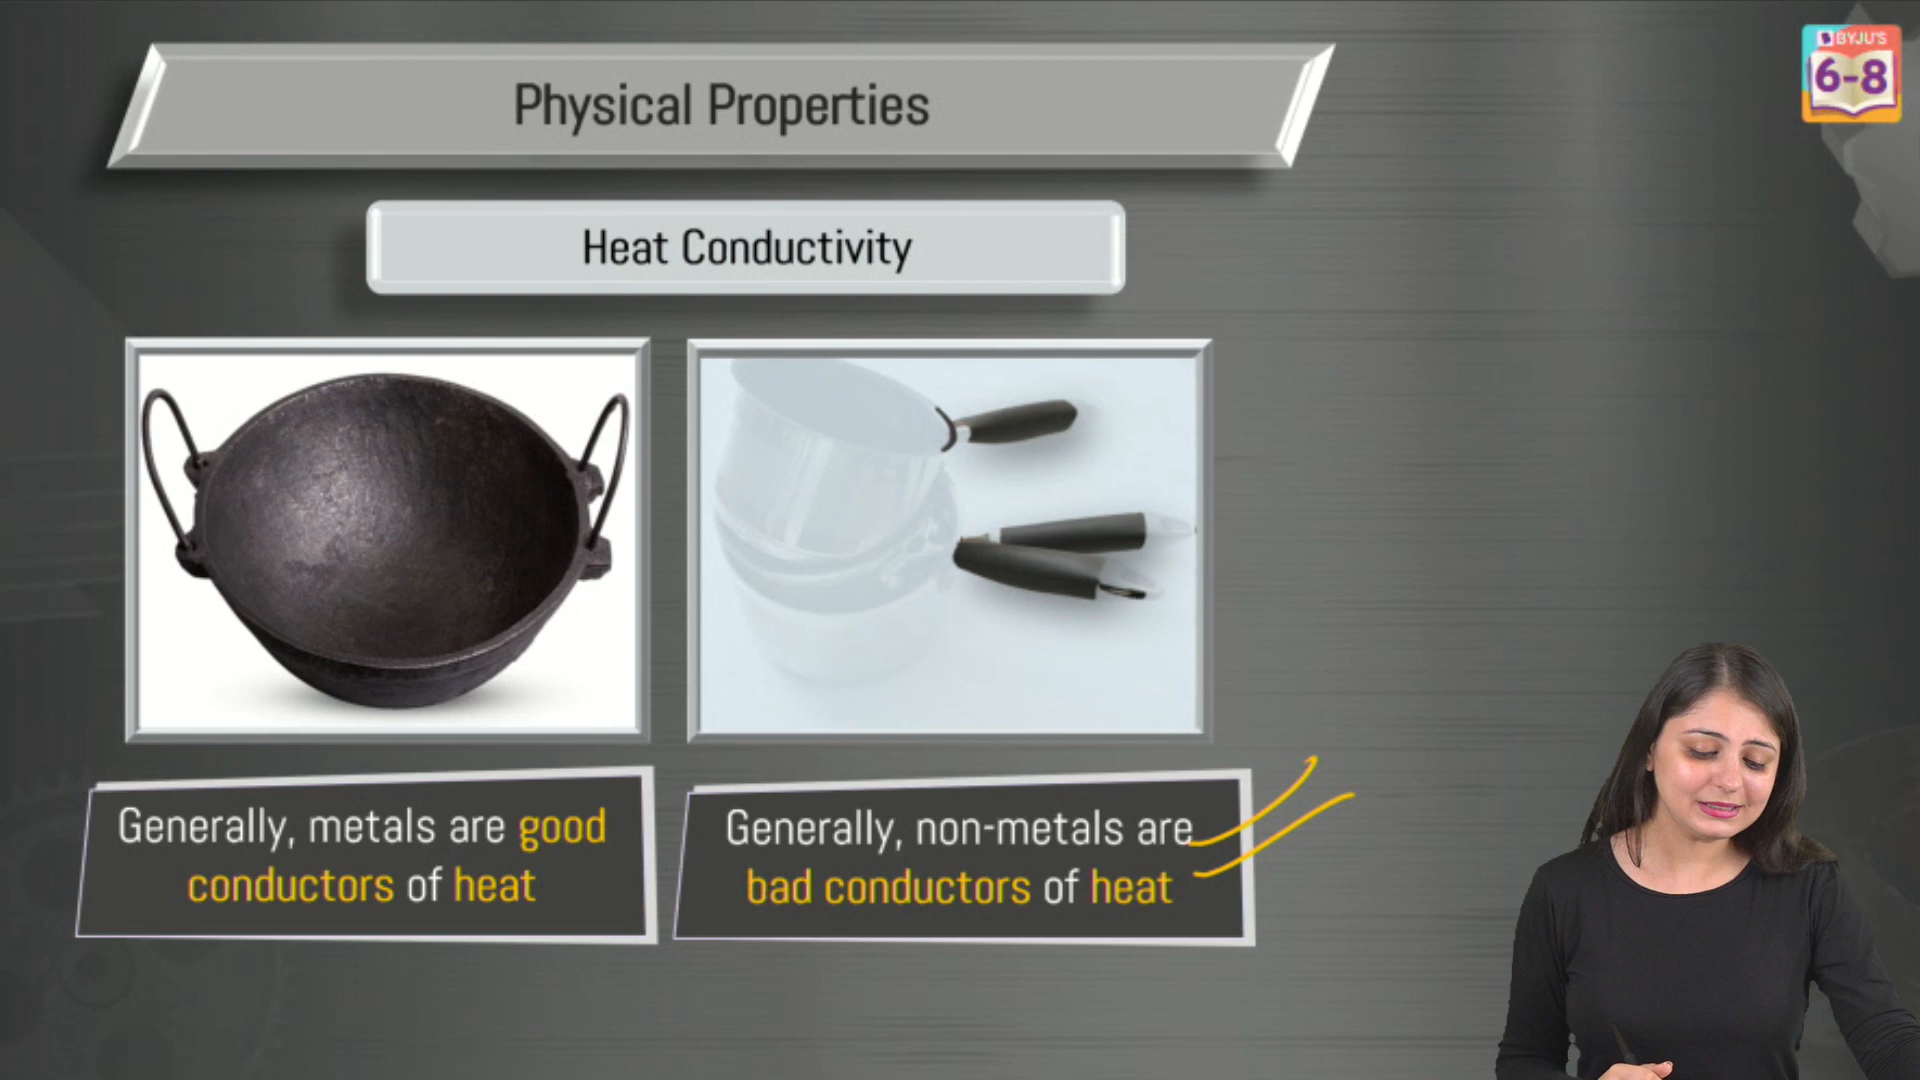 BYJU'S
6-8
Physical Properties
Heat Conductivity
Generally, metals are good
conductors of heat
Generally, non-metals are
bad conductors of heat